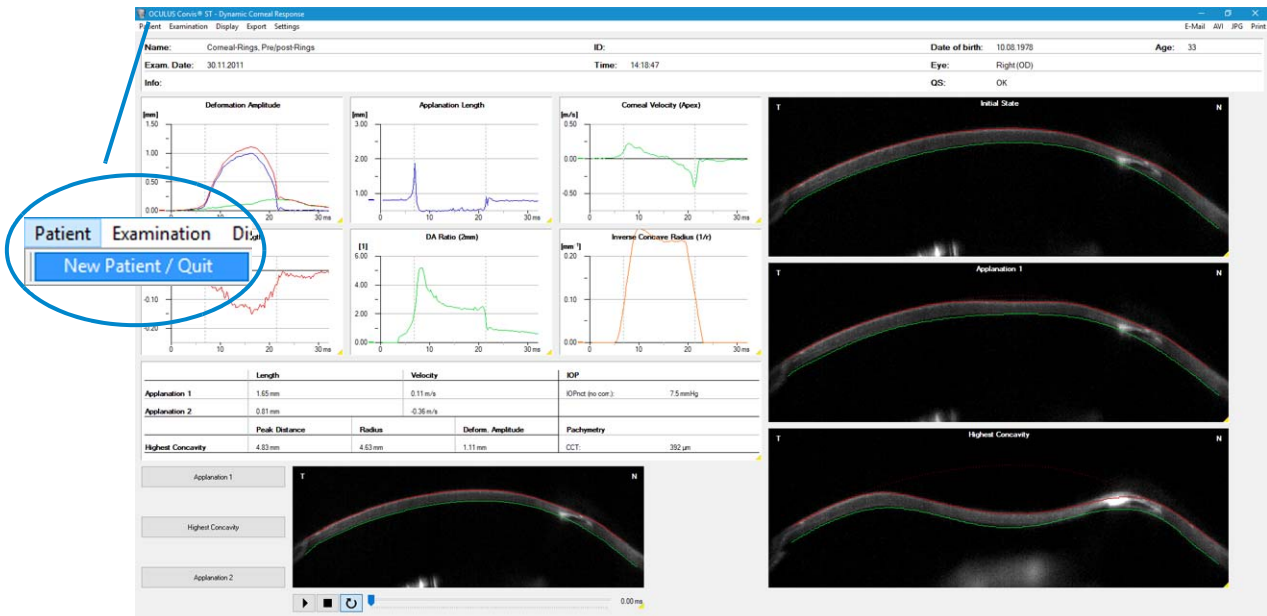 OCULUS Corvis® ST - Dynamic Corneal Response
Patient Examination Display Export Settings
E-Mail AVI JPG Print
Name: Corneal-Rings, Pre/post-Rings ID: Date of birth: 10.08.1978 Age: 33
Exam. Date: 30.11.2011 Time: 14:18:47 Eye: Right (OD)
Info: QS: OK
Deformation Amplitude
[mm]
1.50
1.00
0.50
0.00
20 30 ms
Applanation Length
[mm]
3.00
2.00
1.00
0 10 20 30 ms
Corneal Velocity (Apex)
[m/s]
0.50
0.00
-0.50
0 10 20 30 ms
Patient Examination Di
New Patient / Quit
-0.10
-0.20
0 10 20 30 ms
DA Ratio (2mm)
[1]
6.00
4.00
2.00
0.00
0 10 20 30 ms
Inverse Concave Radius (1/r)
[mm⁻¹]
0.20
0.10
0.00
0 10 20 30 ms
Length Velocity IOP
Applanation 1 1.65 mm 0.11 m/s IOPnct (no corr.): 7.5 mmHg
Applanation 2 0.81 mm -0.36 m/s
Peak Distance Radius Deform. Amplitude Pachymetry
Highest Concavity 4.83 mm 4.53 mm 1.11 mm CCT: 392 µm
Applanation 1
Highest Concavity
Applanation 2
T N
0.00 ms
T Initial State N
T Applanation 1 N
T Highest Concavity N